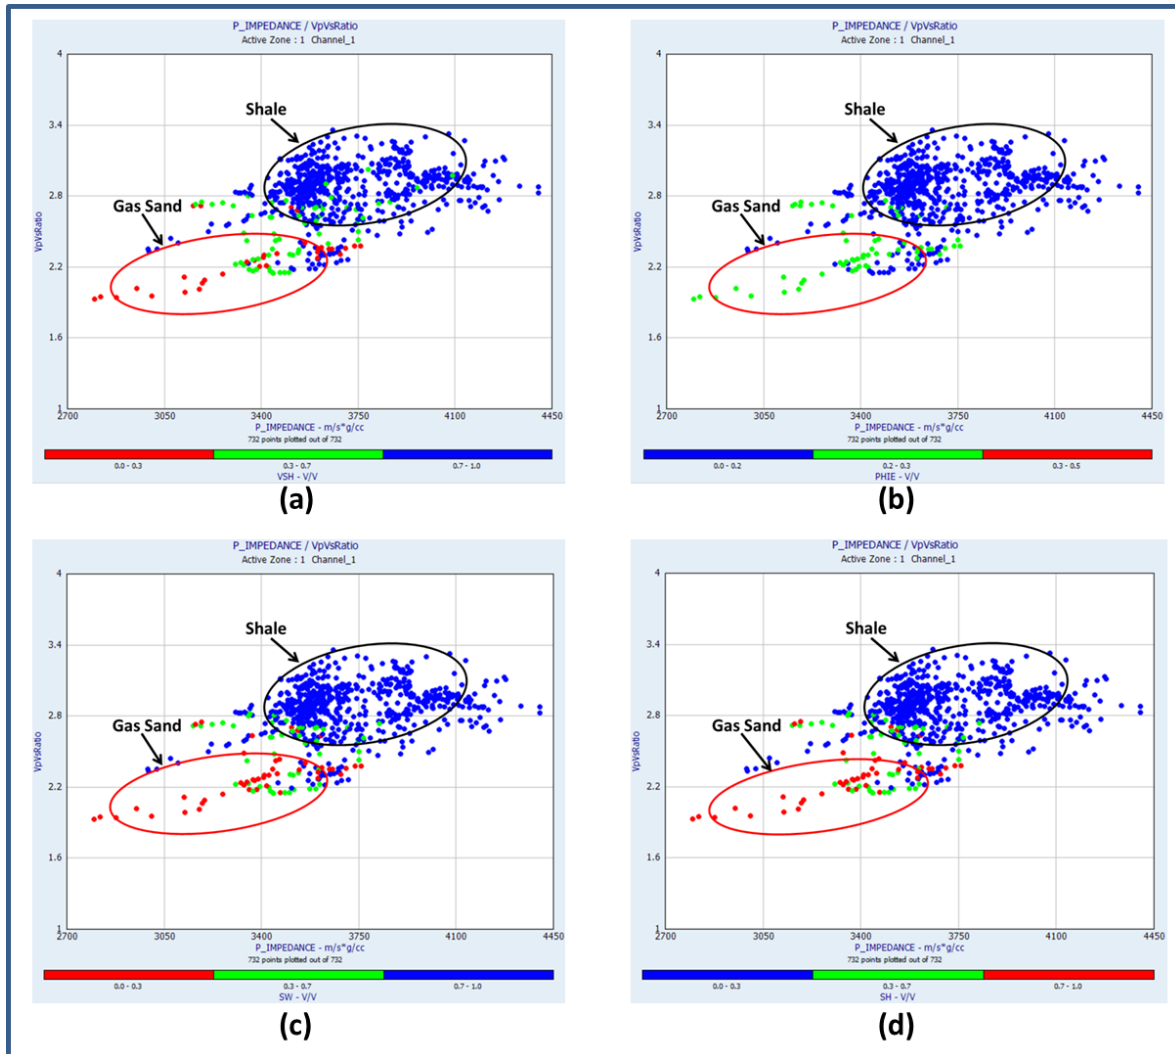 P_IMPEDANCE / VpVsRatio
Active Zone : 1 Channel_1
4
3.4
2.8
2.2
1.6
1
VpVsRatio
Shale
Gas Sand
2700 3050 3400 3750 4100 4450
P_IMPEDANCE - m/s*g/cc
732 points plotted out of 732
0.0 - 0.3 0.3 - 0.7 0.7 - 1.0
VSH - V/V
(a)
P_IMPEDANCE / VpVsRatio
Active Zone : 1 Channel_1
4
3.4
2.8
2.2
1.6
1
VpVsRatio
Shale
Gas Sand
2700 3050 3400 3750 4100 4450
P_IMPEDANCE - m/s*g/cc
732 points plotted out of 732
0.0 - 0.2 0.2 - 0.3 0.3 - 0.5
PHIE - V/V
(b)
P_IMPEDANCE / VpVsRatio
Active Zone : 1 Channel_1
4
3.4
2.8
2.2
1.6
1
VpVsRatio
Shale
Gas Sand
2700 3050 3400 3750 4100 4450
P_IMPEDANCE - m/s*g/cc
732 points plotted out of 732
0.0 - 0.3 0.3 - 0.7 0.7 - 1.0
SW - V/V
(c)
P_IMPEDANCE / VpVsRatio
Active Zone : 1 Channel_1
4
3.4
2.8
2.2
1.6
1
VpVsRatio
Shale
Gas Sand
2700 3050 3400 3750 4100 4450
P_IMPEDANCE - m/s*g/cc
732 points plotted out of 732
0.0 - 0.3 0.3 - 0.7 0.7 - 1.0
SH - V/V
(d)